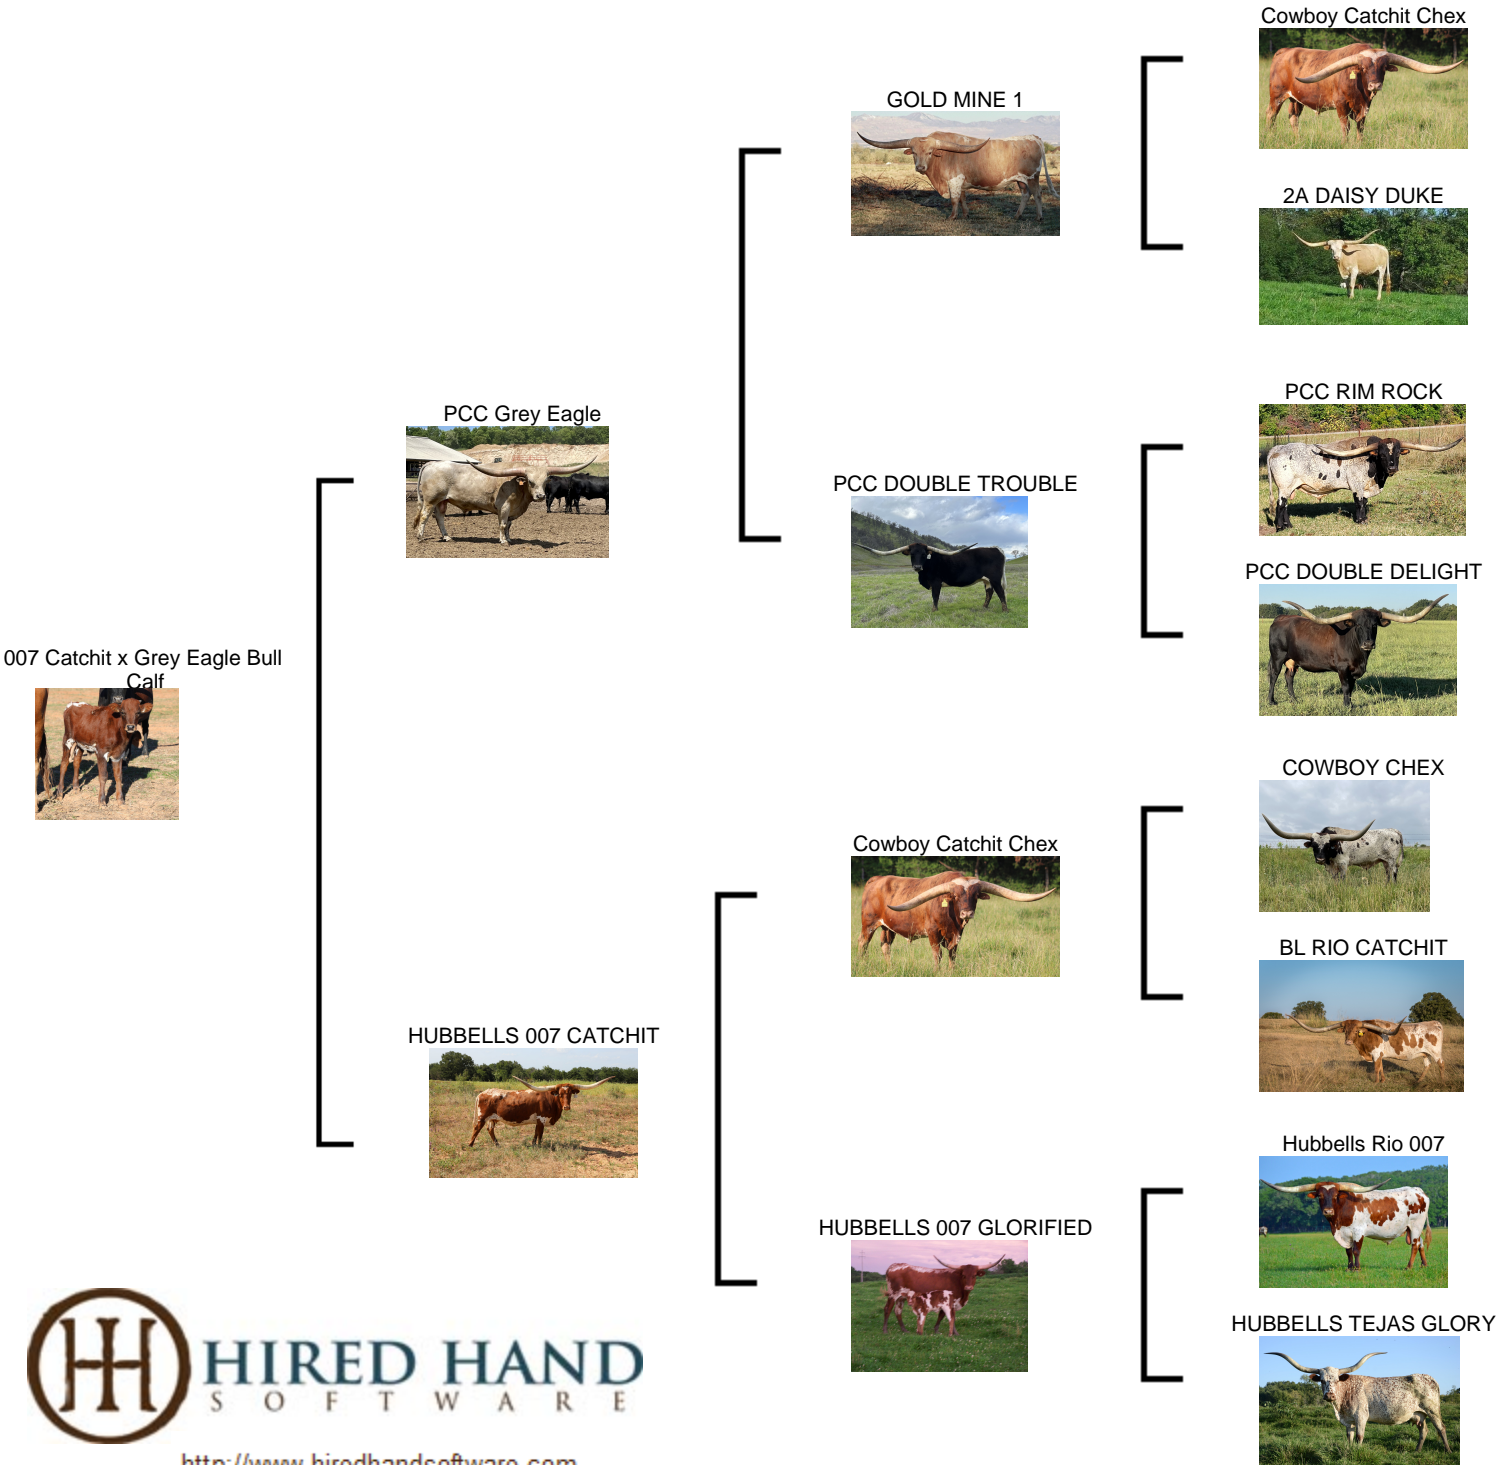 Cowboy Catchit Chex
GOLD MINE 1
2A DAISY DUKE
PCC RIM ROCK
PCC Grey Eagle
PCC DOUBLE TROUBLE
PCC DOUBLE DELIGHT
007 Catchit x Grey Eagle Bull
Calf
COWBOY CHEX
Cowboy Catchit Chex
BL RIO CATCHIT
HUBBELLS 007 CATCHIT
Hubbells Rio 007
HUBBELLS 007 GLORIFIED
HUBBELLS TEJAS GLORY
HIRED HAND
SOFTWARE
http://www.hiredhandsoftware.com